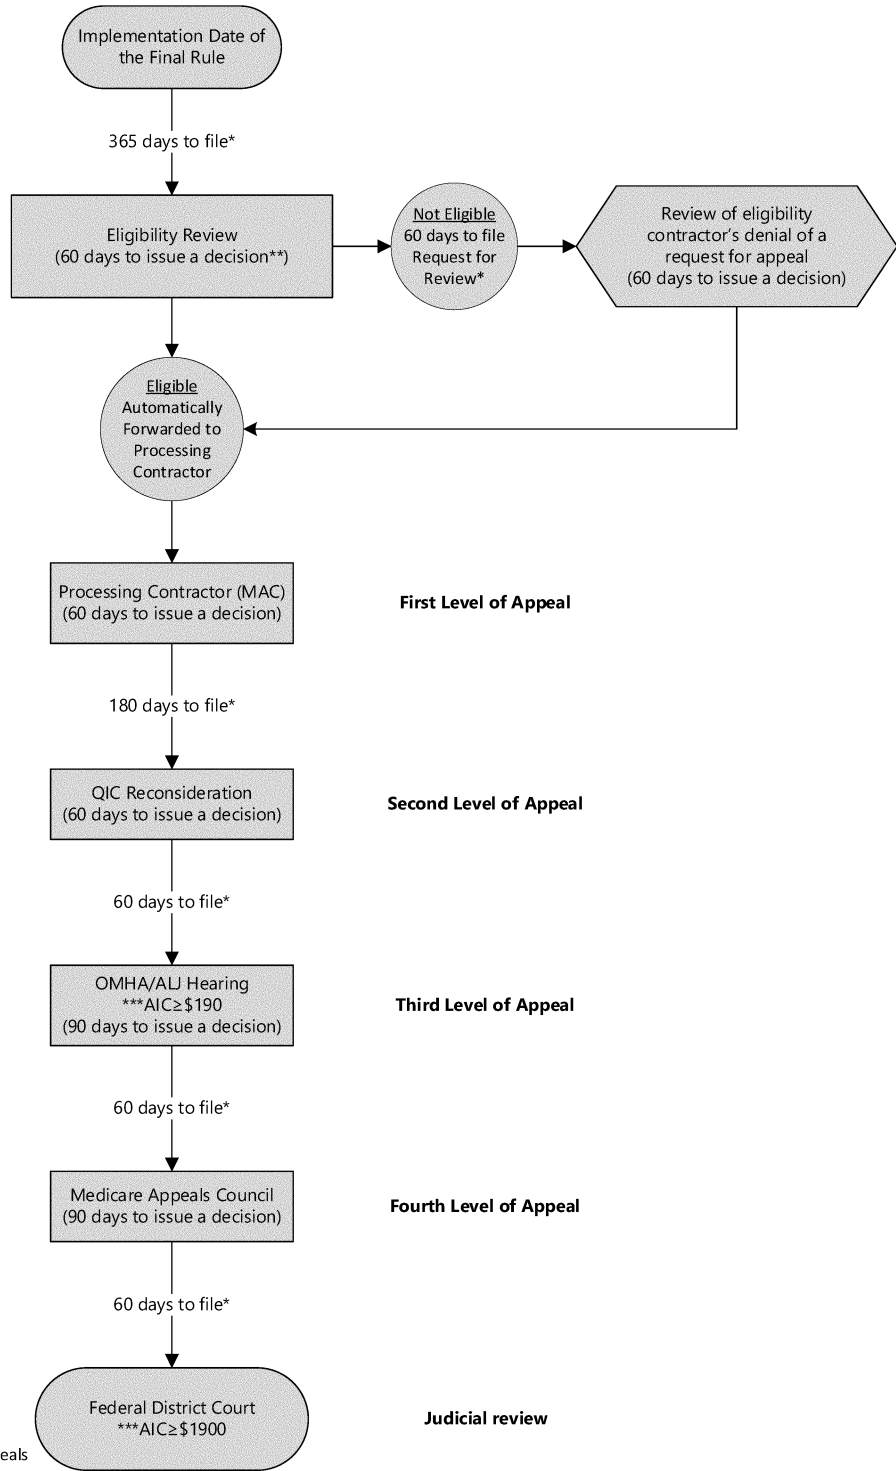 Implementation Date of
the Final Rule
365 days to file*
Eligibility Review
(60 days to issue a decision**)
Not Eligible
60 days to file
Request for
Review*
Review of eligibility
contractor's denial of a
request for appeal
(60 days to issue a decision)
Eligible
Automatically
Forwarded to
Processing
Contractor
Processing Contractor (MAC)
(60 days to issue a decision)
First Level of Appeal
180 days to file*
QIC Reconsideration
(60 days to issue a decision)
Second Level of Appeal
60 days to file*
OMHA/ALJ Hearing
***AIC≥$190
(90 days to issue a decision)
Third Level of Appeal
60 days to file*
Medicare Appeals Council
(90 days to issue a decision)
Fourth Level of Appeal
60 days to file*
Federal District Court
***AIC≥$1900
Judicial review
eals